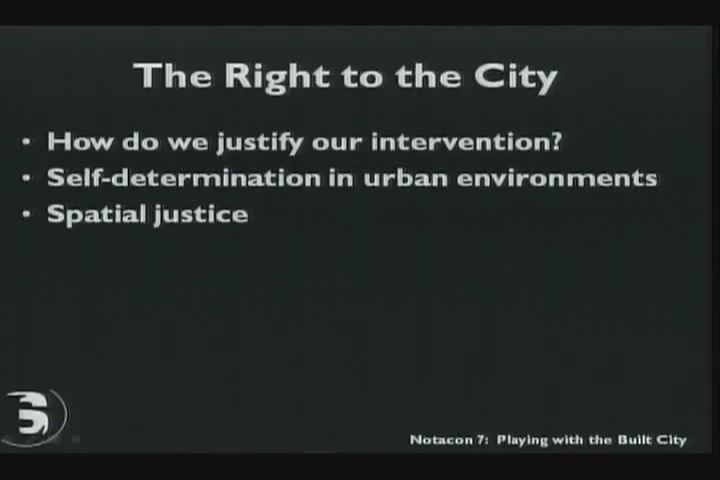 The Right to the City
• How do we justify our intervention?
• Self-determination in urban environments
• Spatial justice
Notacon 7: Playing with the Built City